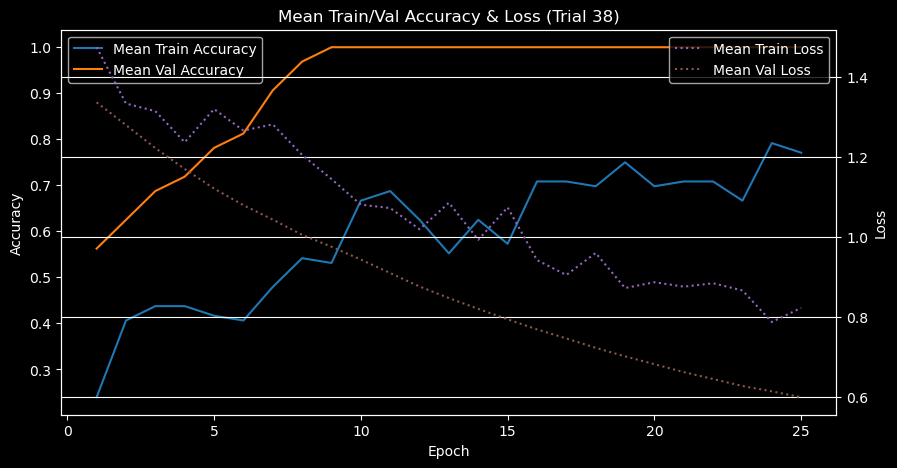 Mean Train/Val Accuracy & Loss (Trial 38)
Mean Train Accuracy
Mean Val Accuracy
Mean Train Loss
Mean Val Loss
1.0
0.9
0.8
0.7
0.6
0.5
0.4
0.3
Accuracy
1.4
1.2
1.0
0.8
0.6
Loss
0 5 10 15 20 25
Epoch